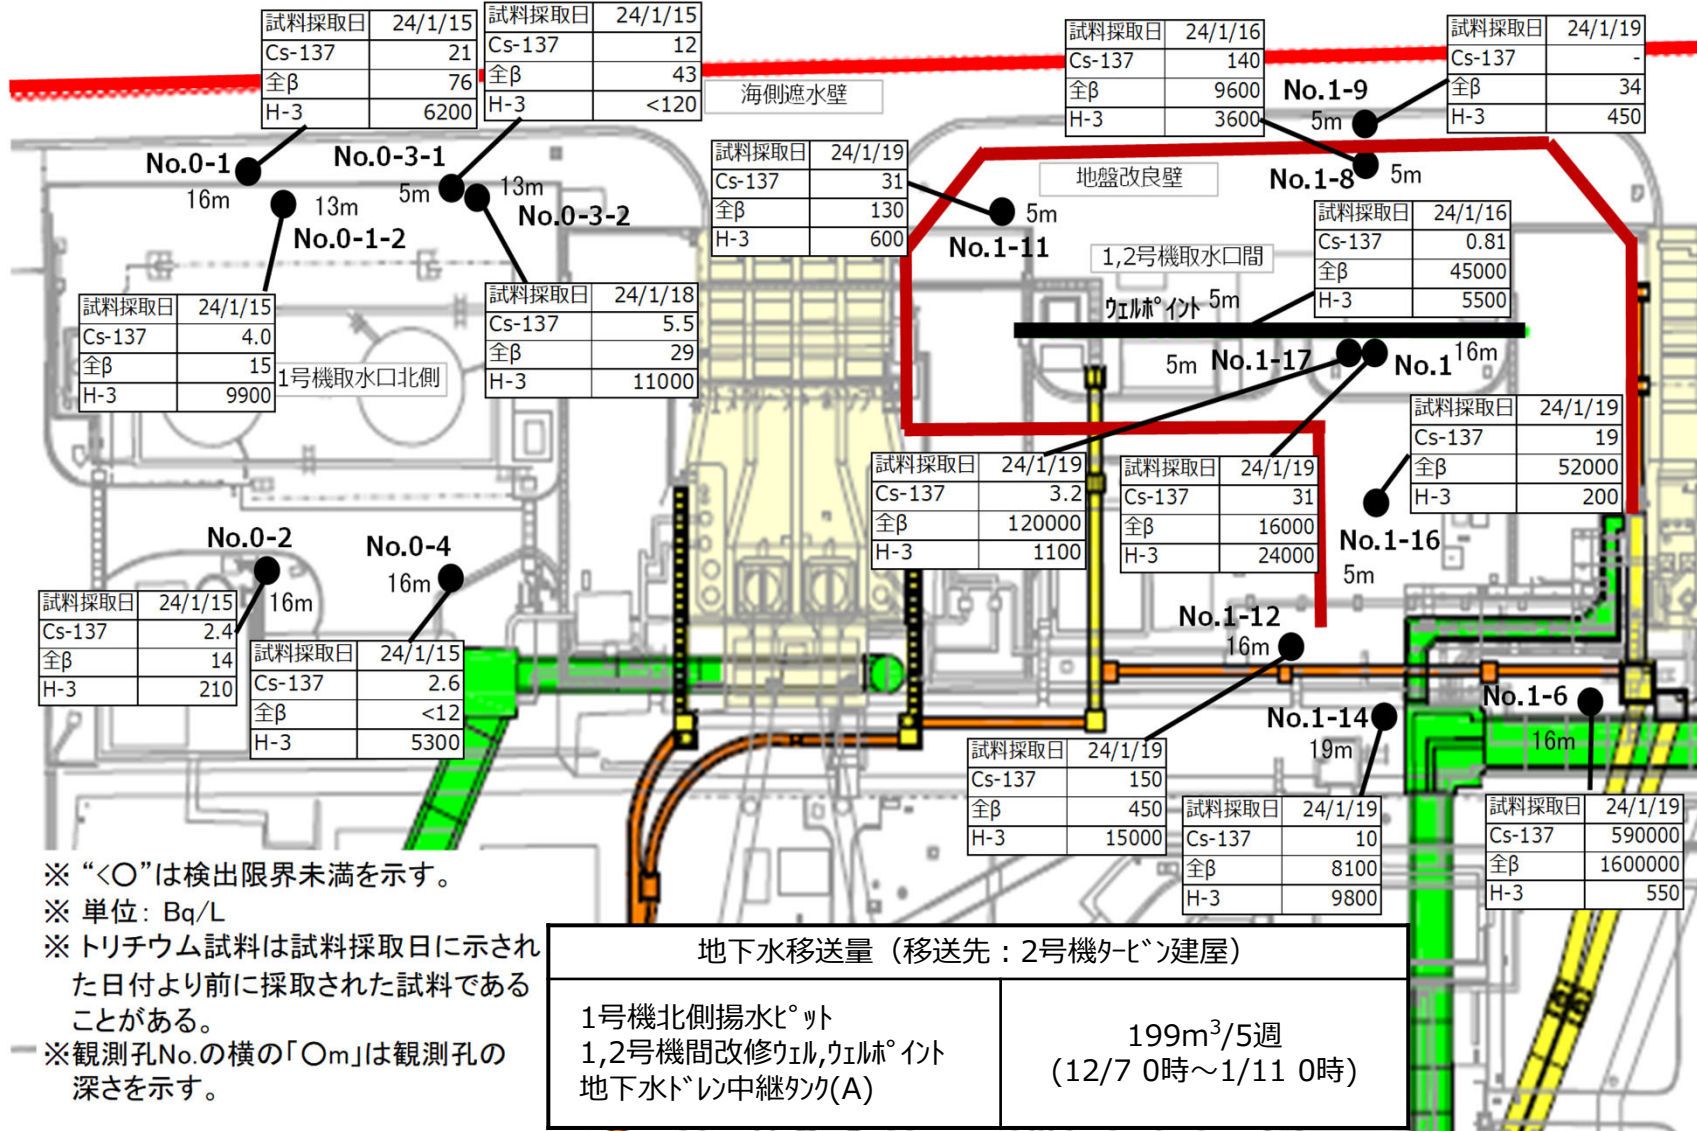 試料採取日 24/1/15
Cs-137 21
全β 76
H-3 6200
試料採取日 24/1/15
Cs-137 12
全β 43
H-3 <120
海側遮水壁
試料採取日 24/1/16
Cs-137 140
全β 9600
H-3 3600
試料採取日 24/1/19
Cs-137 -
全β 34
H-3 450
No.1-9
5m
No.0-1
16m
No.0-3-1
5m
13m
No.0-3-2
13m
No.0-1-2
試料採取日 24/1/19
Cs-137 31
全β 130
H-3 600
地盤改良壁
No.1-8
5m
5m
No.1-11
1,2号機取水口間
試料採取日 24/1/16
Cs-137 0.81
全β 45000
H-3 5500
試料採取日 24/1/15
Cs-137 4.0
全β 15
H-3 9900
1号機取水口北側
試料採取日 24/1/18
Cs-137 5.5
全β 29
H-3 11000
ウェルポイント 5m
5m No.1-17
No.1 16m
試料採取日 24/1/19
Cs-137 3.2
全β 120000
H-3 1100
試料採取日 24/1/19
Cs-137 31
全β 16000
H-3 24000
試料採取日 24/1/19
Cs-137 19
全β 52000
H-3 200
No.1-16
5m
No.0-2
16m
No.0-4
16m
試料採取日 24/1/15
Cs-137 2.4
全β 14
H-3 210
試料採取日 24/1/15
Cs-137 2.6
全β <12
H-3 5300
No.1-12
16m
No.1-14
19m
No.1-6
16m
試料採取日 24/1/19
Cs-137 150
全β 450
H-3 15000
試料採取日 24/1/19
Cs-137 10
全β 8100
H-3 9800
試料採取日 24/1/19
Cs-137 590000
全β 1600000
H-3 550
※ “<○”は検出限界未満を示す。
※ 単位: Bq/L
※ トリチウム試料は試料採取日に示され
た日付より前に採取された試料である
ことがある。
※観測孔No.の横の「○m」は観測孔の
深さを示す。
地下水移送量（移送先：2号機ﾀｰﾋﾞﾝ建屋）
1号機北側揚水ﾋﾟｯﾄ
1,2号機間改修ｳｪﾙ,ｳｪﾙﾎﾟｲﾝﾄ
地下水ﾄﾞﾚﾝ中継ﾀﾝｸ(A)
199m³/5週
(12/7 0時～1/11 0時)